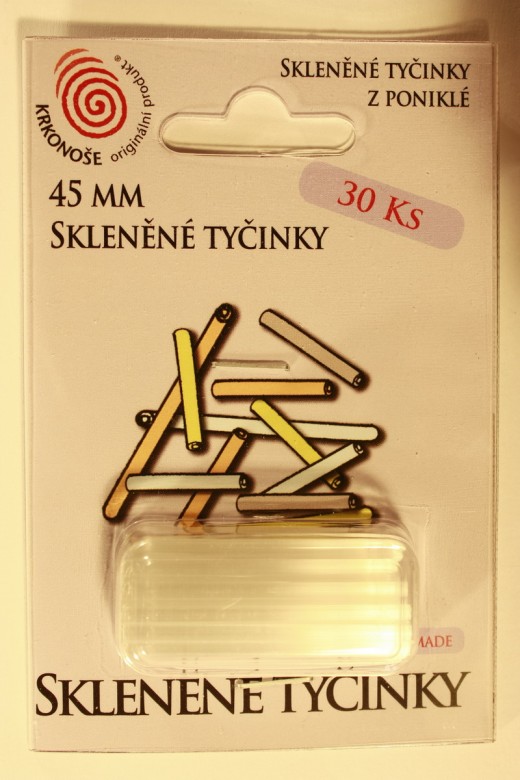 KRKONOŠE originální produkt®
SKLENĚNÉ TYČINKY
Z PONIKLÉ
45 MM
SKLENĚNÉ TYČINKY
30 KS
MADE
SKLENĚNÉ TYČINKY